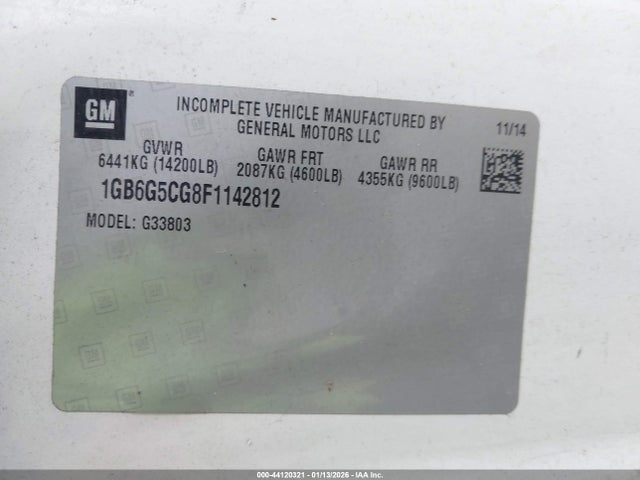 GM
INCOMPLETE VEHICLE MANUFACTURED BY
GENERAL MOTORS LLC
11/14
GVWR
6441KG (14200LB)
GAWR FRT
2087KG (4600LB)
GAWR RR
4355KG (9600LB)
1GB6G5CG8F1142812
MODEL: G33803
000-44120321 - 01/13/2026 - IAA Inc.